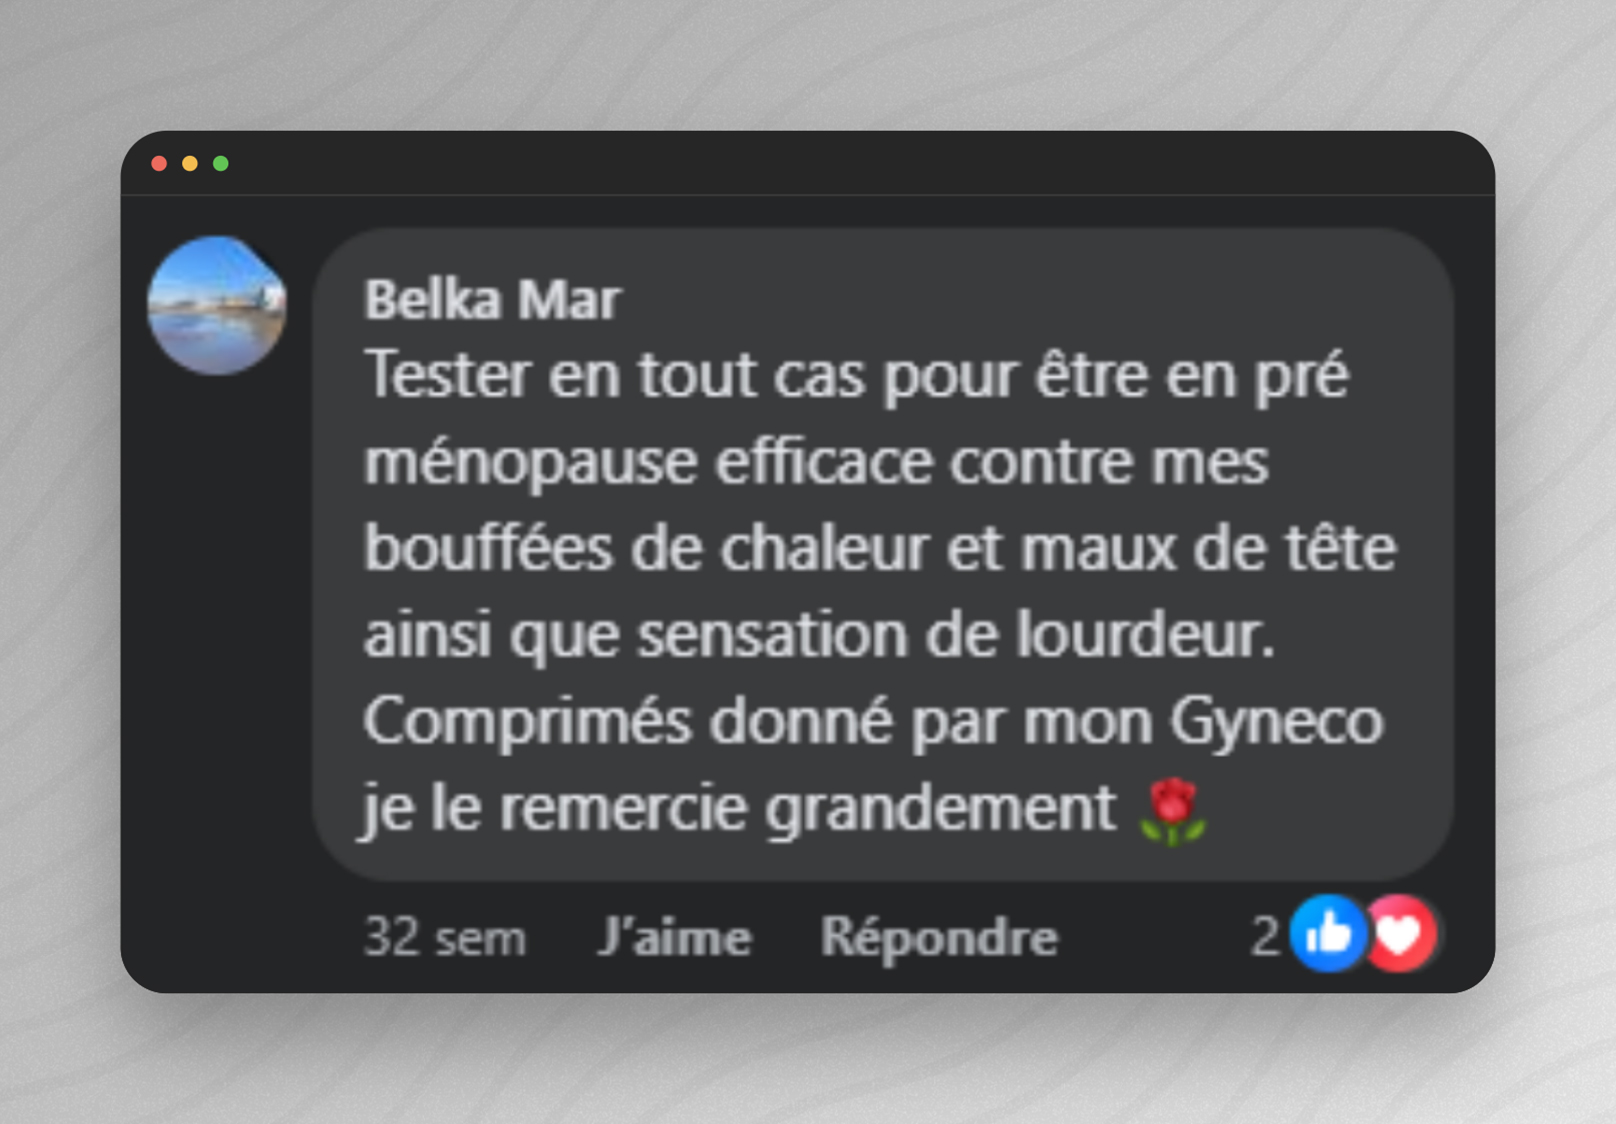 Belka Mar
Tester en tout cas pour être en pré
ménopause efficace contre mes
bouffées de chaleur et maux de tête
ainsi que sensation de lourdeur.
Comprimés donné par mon Gyneco
je le remercie grandement 🌹
32 sem J'aime Répondre 2